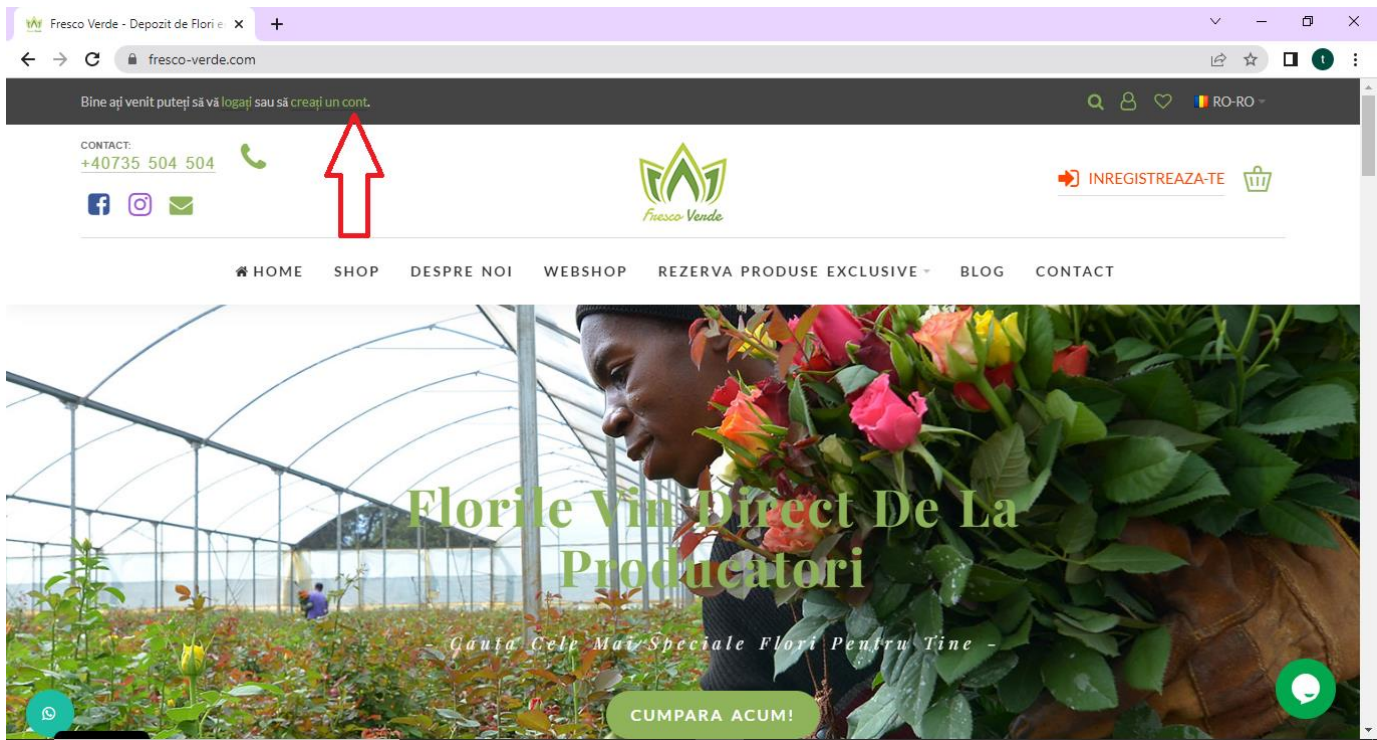 Fresco Verde - Depozit de Flori e
fresco-verde.com
t
Bine ați venit puteți să vă logați sau să creați un cont.
RO-RO
CONTACT:
+40735 504 504
Fresco Verde
INREGISTREAZA-TE
HOME SHOP DESPRE NOI WEBSHOP REZERVA PRODUSE EXCLUSIVE BLOG CONTACT
Florile Vin Direct De La
Producatori
- Cauta Cele Mai Speciale Flori Pentru Tine -
CUMPARA ACUM!